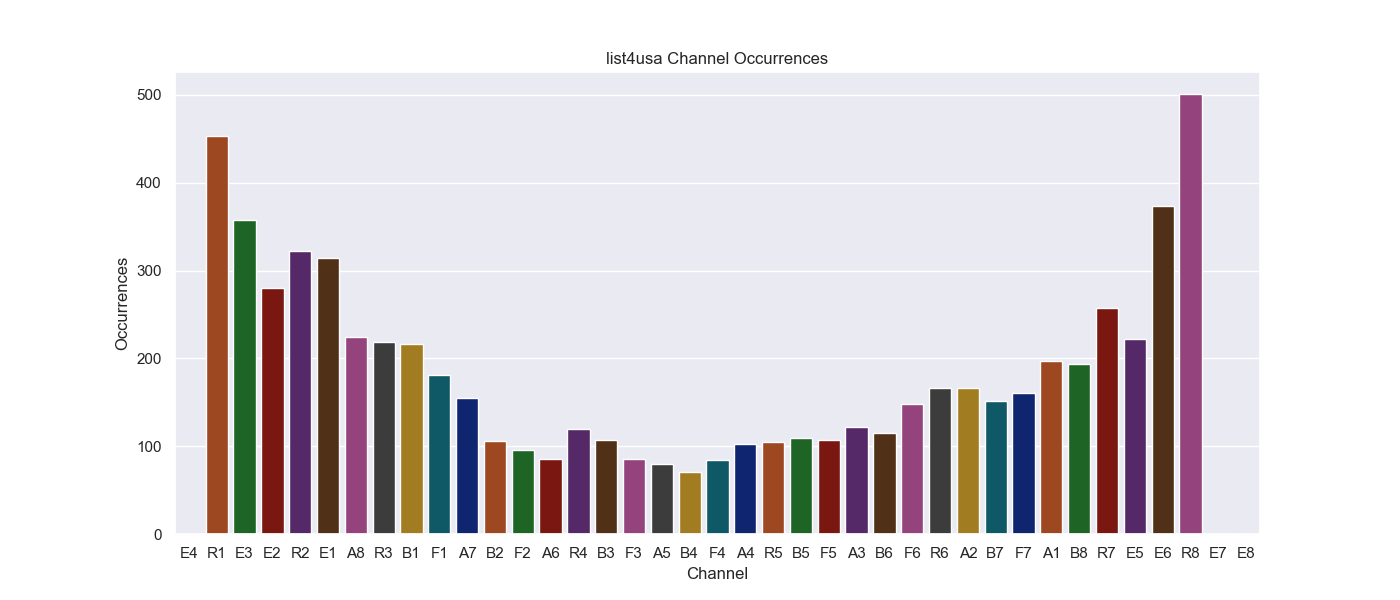 list4usa Channel Occurrences
500
400
300
200
100
0
Occurrences
E4 R1 E3 E2 R2 E1 A8 R3 B1 F1 A7 B2 F2 A6 R4 B3 F3 A5 B4 F4 A4 R5 B5 F5 A3 B6 F6 R6 A2 B7 F7 A1 B8 R7 E5 E6 R8 E7 E8
Channel